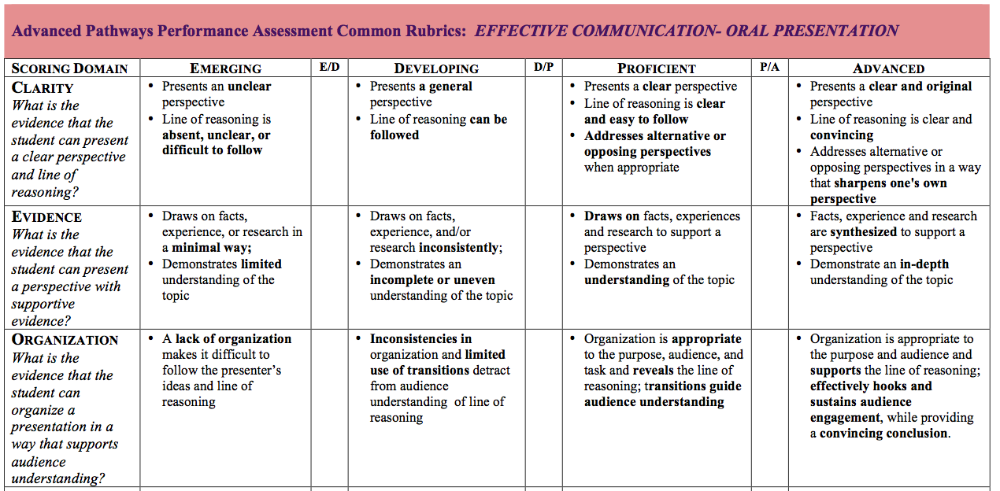 Advanced Pathways Performance Assessment Common Rubrics: EFFECTIVE COMMUNICATION- ORAL PRESENTATION
SCORING DOMAIN
EMERGING
E/D
DEVELOPING
D/P
PROFICIENT
P/A
ADVANCED
CLARITY
What is the
evidence that the
student can present
a clear perspective
and line of
reasoning?
• Presents an unclear
perspective
• Line of reasoning is
absent, unclear, or
difficult to follow
• Presents a general
perspective
• Line of reasoning can be
followed
• Presents a clear perspective
• Line of reasoning is clear
and easy to follow
• Addresses alternative or
opposing perspectives
when appropriate
• Presents a clear and original
perspective
• Line of reasoning is clear and
convincing
• Addresses alternative or
opposing perspectives in a way
that sharpens one's own
perspective
EVIDENCE
What is the
evidence that the
student can present
a perspective with
supportive
evidence?
• Draws on facts,
experience, or research in
a minimal way;
• Demonstrates limited
understanding of the
topic
• Draws on facts,
experience, and/or
research inconsistently;
• Demonstrates an
incomplete or uneven
understanding of the topic
• Draws on facts, experiences
and research to support a
perspective
• Demonstrates an
understanding of the topic
• Facts, experience and research
are synthesized to support a
perspective
• Demonstrate an in-depth
understanding of the topic
ORGANIZATION
What is the
evidence that the
student can
organize a
presentation in a
way that supports
audience
understanding?
• A lack of organization
makes it difficult to
follow the presenter's
ideas and line of
reasoning
• Inconsistencies in
organization and limited
use of transitions detract
from audience
understanding of line of
reasoning
• Organization is appropriate
to the purpose, audience, and
task and reveals the line of
reasoning; transitions guide
audience understanding
• Organization is appropriate to
the purpose and audience and
supports the line of reasoning;
effectively hooks and
sustains audience
engagement, while providing
a convincing conclusion.